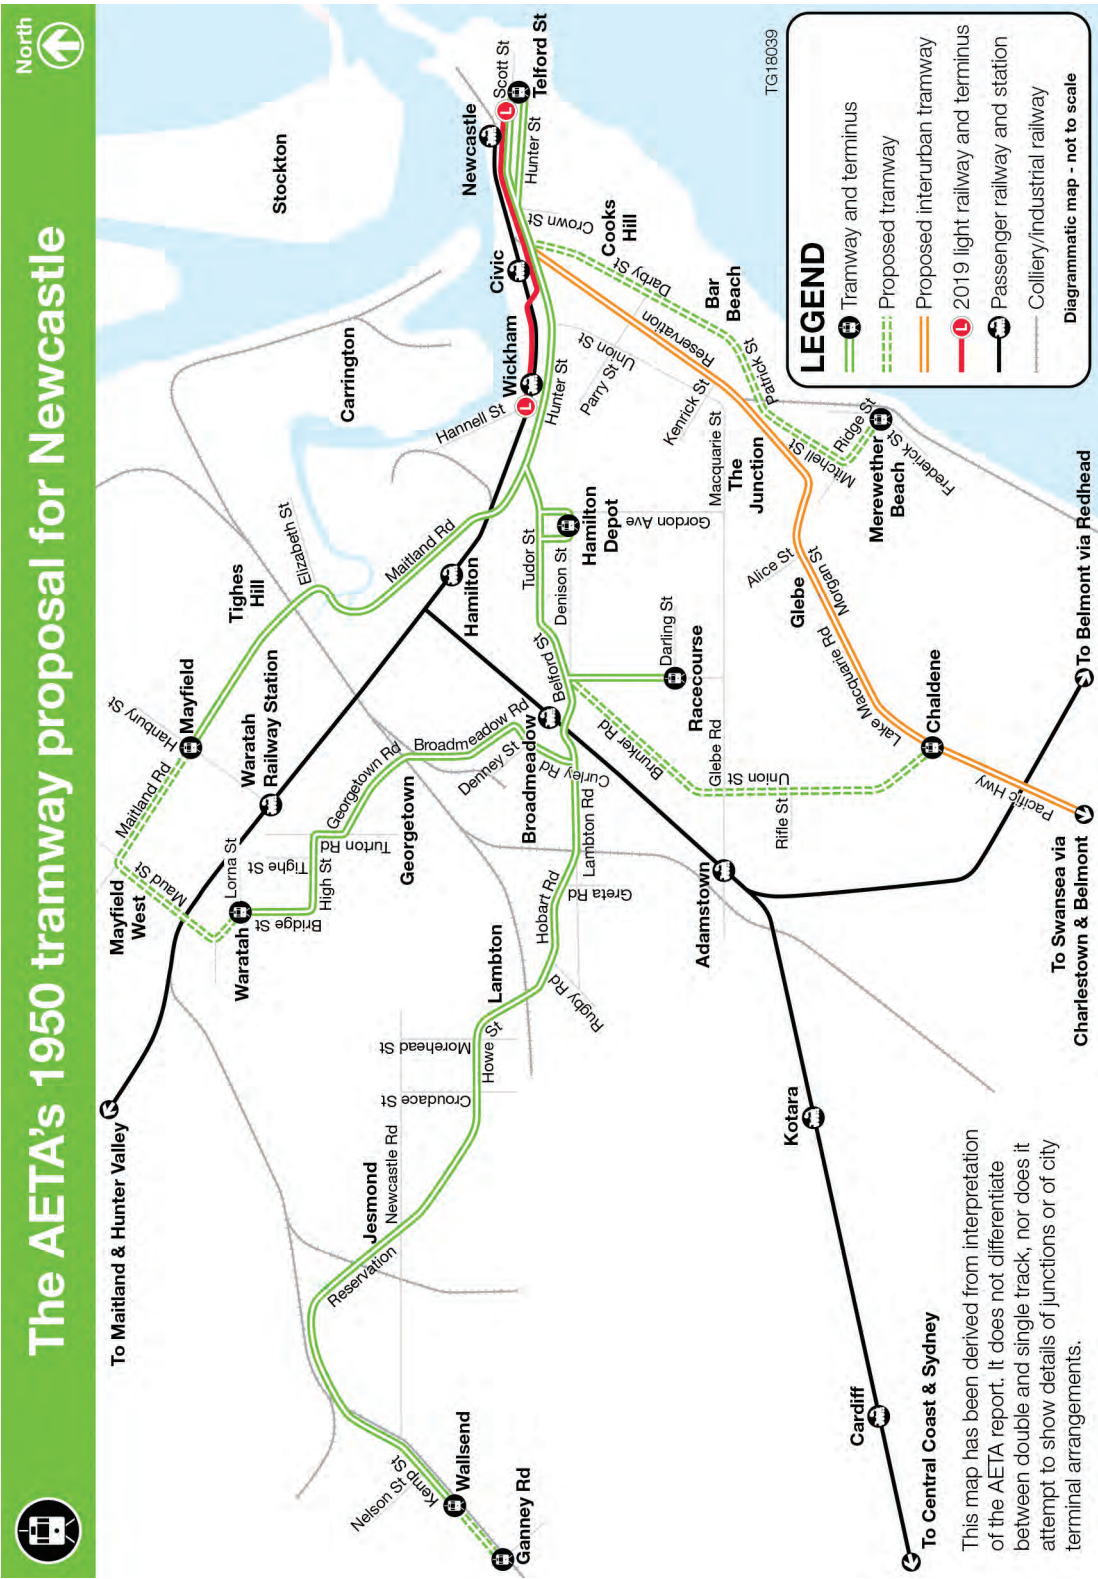 The AETA's 1950 tramway proposal for Newcastle
North
To Maitland & Hunter Valley
Mayfield
West
Maud St
Maitland Rd
Hanbury St
Mayfield
Tighes
Hill
Elizabeth St
Maitland Rd
Carrington
Stockton
Waratah
Lorna St
Bridge St
High St
Tighe St
Turton Rd
Georgetown Rd
Georgetown
Waratah
Railway Station
Broadmeadow Rd
Denney St
Broadmeadow
Curley Rd
Hamilton
Hannell St
Wickham
Civic
Newcastle
Scott St
Telford St
Hunter St
Hunter St
Crown St
Cooks
Hill
Darby St
Bar
Beach
Patrick St
Reservation
Union St
Parry St
Kenrick St
Macquarie St
The
Junction
Mitchell St
Ridge St
Frederick St
Merewether
Beach
Tudor St
Denison St
Hamilton
Depot
Gordon Ave
Belford St
Darling St
Racecourse
Brunker Rd
Glebe Rd
Union St
Rifle St
Alice St
Glebe
Morgan St
Lake Macquarie Rd
Chaldene
Pacific Hwy
To Belmont via Redhead
To Swansea via
Charlestown & Belmont
Lambton Rd
Greta Rd
Hobart Rd
Rugby Rd
Lambton
Howe St
Morehead St
Croudace St
Newcastle Rd
Jesmond
Reservation
Nelson St
Kemp St
Wallsend
Ganney Rd
Adamstown
Kotara
Cardiff
To Central Coast & Sydney
TG18039
LEGEND
Tramway and terminus
Proposed tramway
Proposed interurban tramway
L 2019 light railway and terminus
Passenger railway and station
Colliery/Industrial railway
Diagrammatic map - not to scale
L
L
This map has been derived from interpretation
of the AETA report. It does not differentiate
between double and single track, nor does it
attempt to show details of junctions or of city
terminal arrangements.